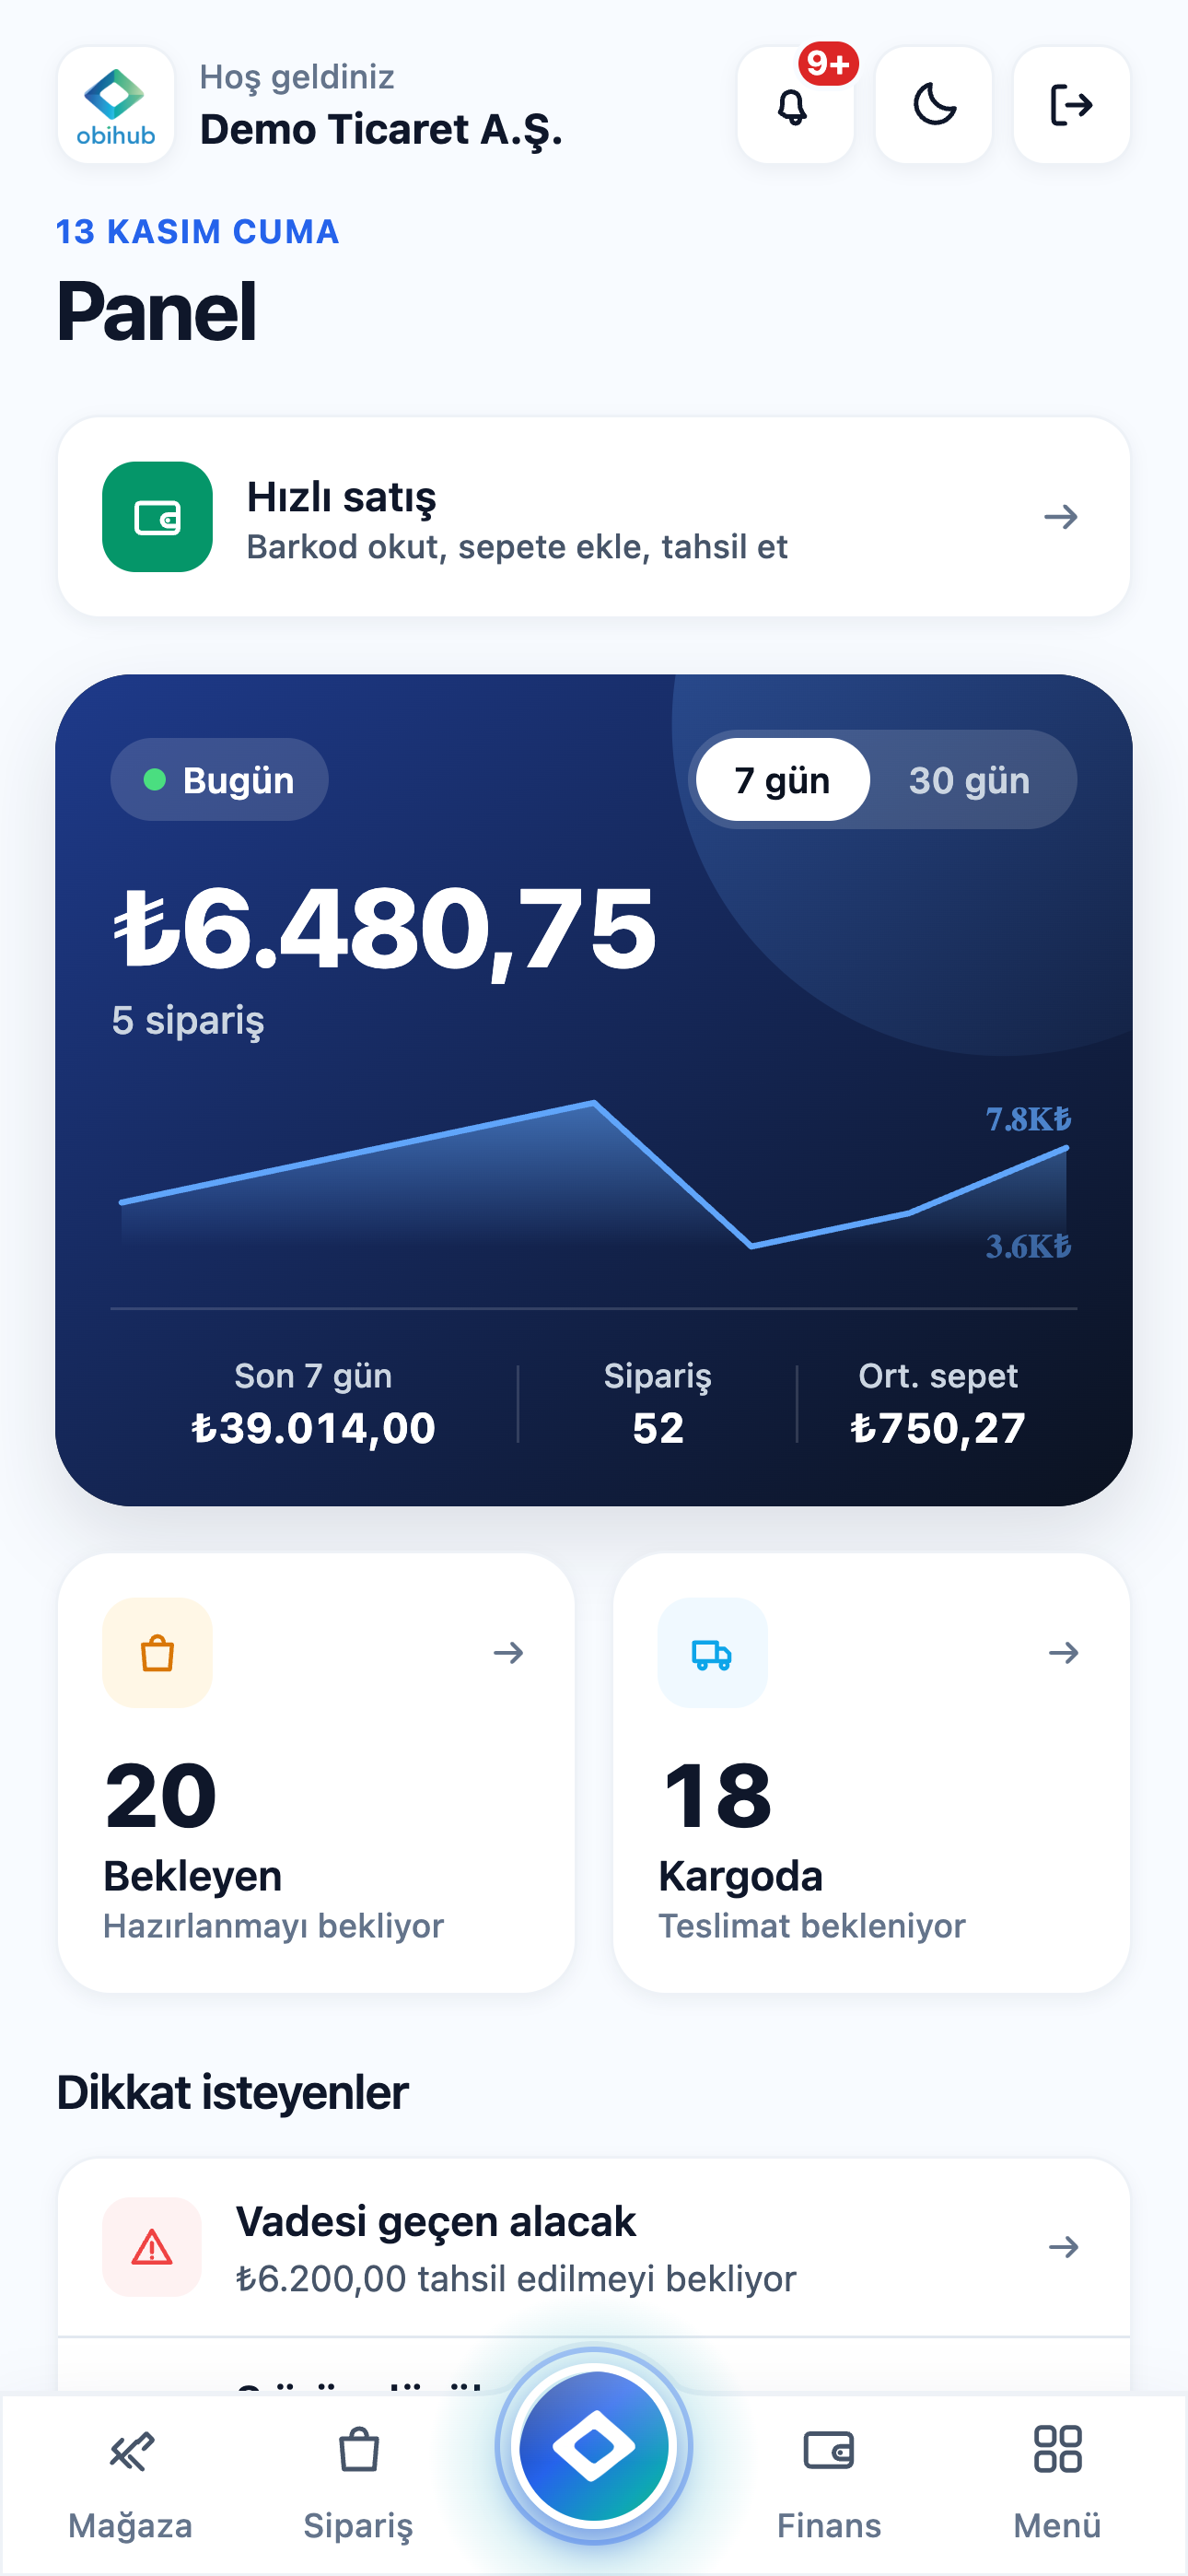 obihub
Hoş geldiniz
Demo Ticaret A.Ş.
9+
13 KASIM CUMA
Panel
Hızlı satış
Barkod okut, sepete ekle, tahsil et
Bugün
7 gün
30 gün
₺6.480,75
5 sipariş
7.8K₺
3.6K₺
Son 7 gün
₺39.014,00
Sipariş
52
Ort. sepet
₺750,27
20
Bekleyen
Hazırlanmayı bekliyor
18
Kargoda
Teslimat bekleniyor
Dikkat isteyenler
Vadesi geçen alacak
₺6.200,00 tahsil edilmeyi bekliyor
Mağaza
Sipariş
Finans
Menü